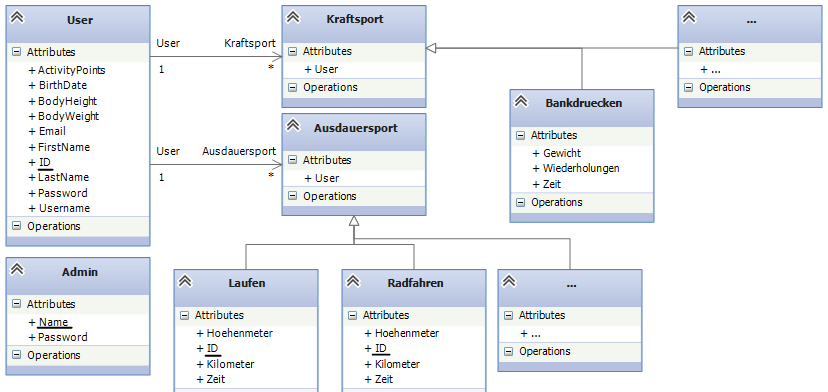 User
Attributes
+ ActivityPoints
+ BirthDate
+ BodyHeight
+ BodyWeight
+ Email
+ FirstName
+ ID
+ LastName
+ Password
+ Username
Operations
User Kraftsport
1 *
User Ausdauersport
1 *
Kraftsport
Attributes
+ User
Operations
Ausdauersport
Attributes
+ User
Operations
...
Attributes
+ ...
Operations
Bankdruecken
Attributes
+ Gewicht
+ Wiederholungen
+ Zeit
Operations
Admin
Attributes
+ Name
+ Password
Operations
Laufen
Attributes
+ Hoehenmeter
+ ID
+ Kilometer
+ Zeit
Radfahren
Attributes
+ Hoehenmeter
+ ID
+ Kilometer
+ Zeit
...
Attributes
+ ...
Operations